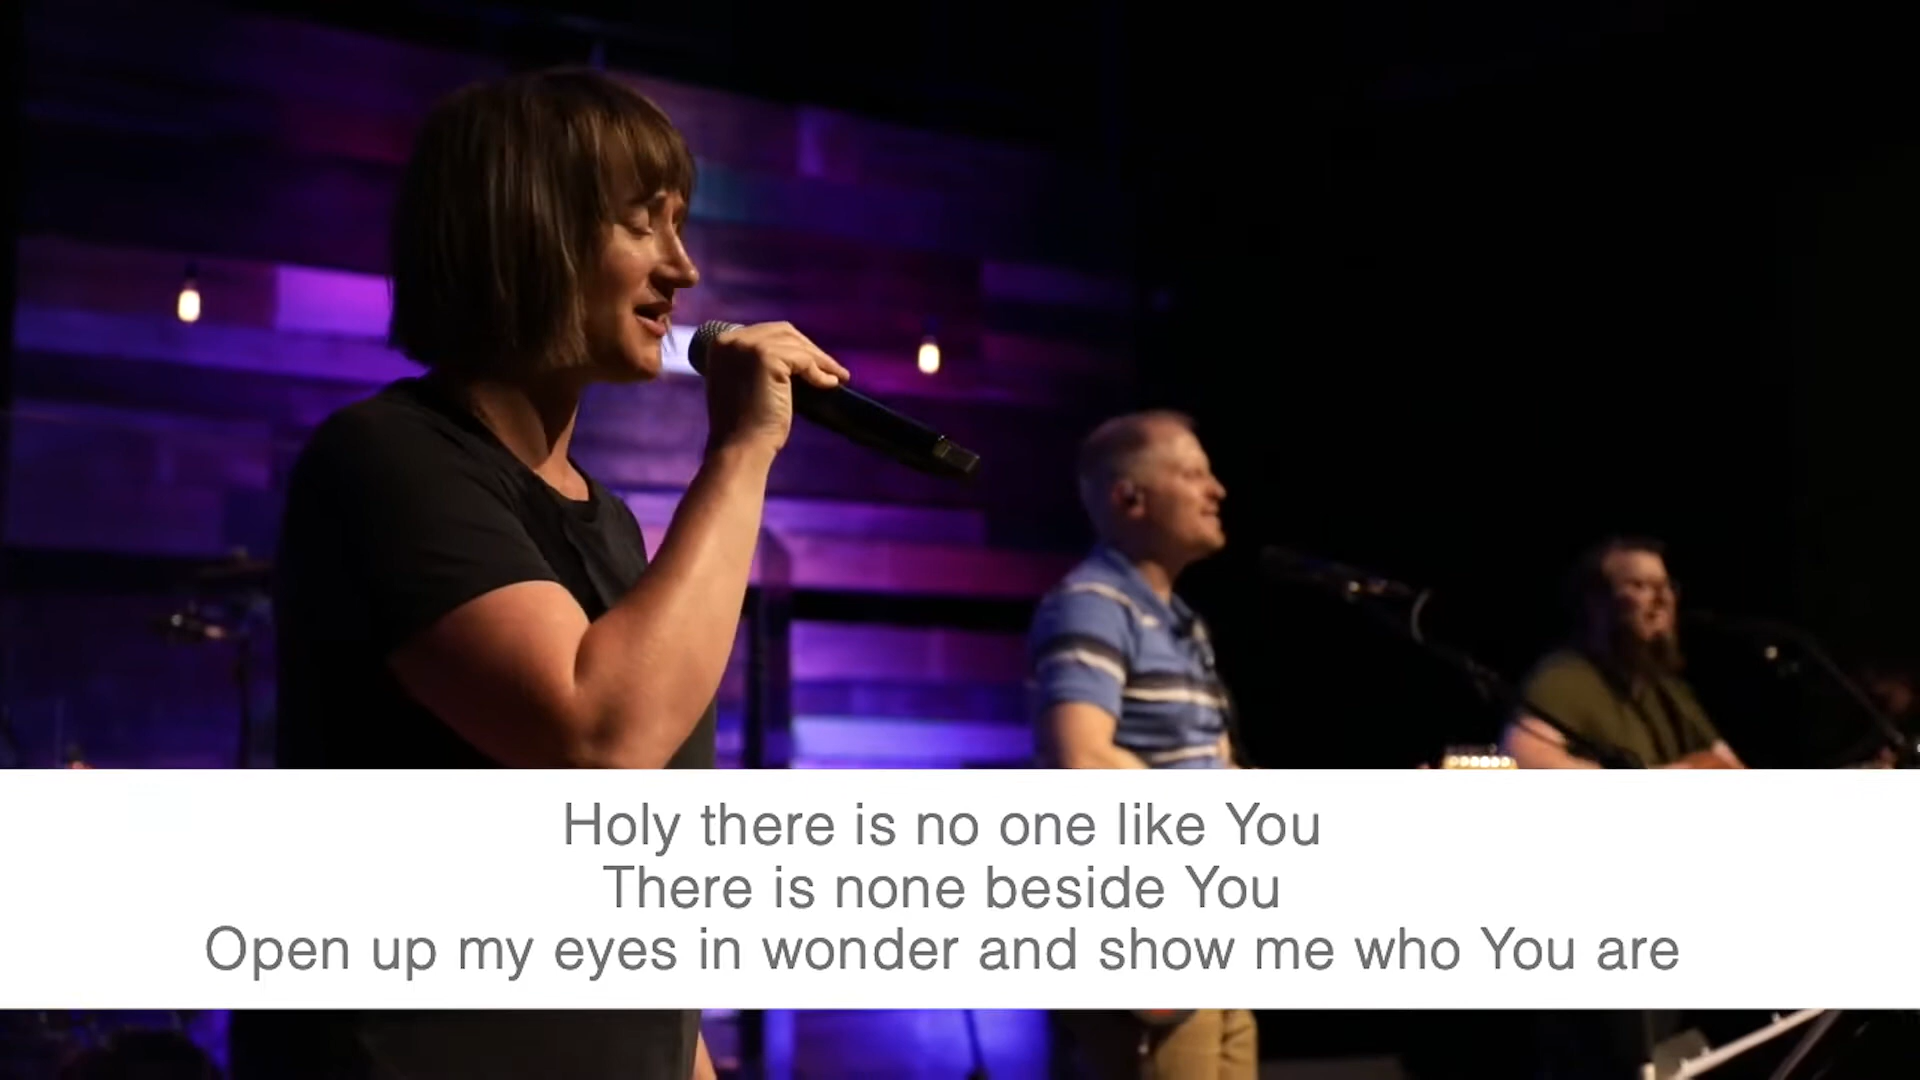 Holy there is no one like You
There is none beside You
Open up my eyes in wonder and show me who You are